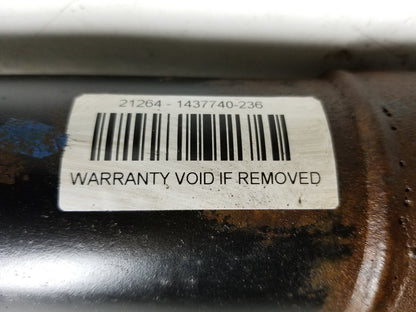 21264 - 1437740-236
WARRANTY VOID IF REMOVED